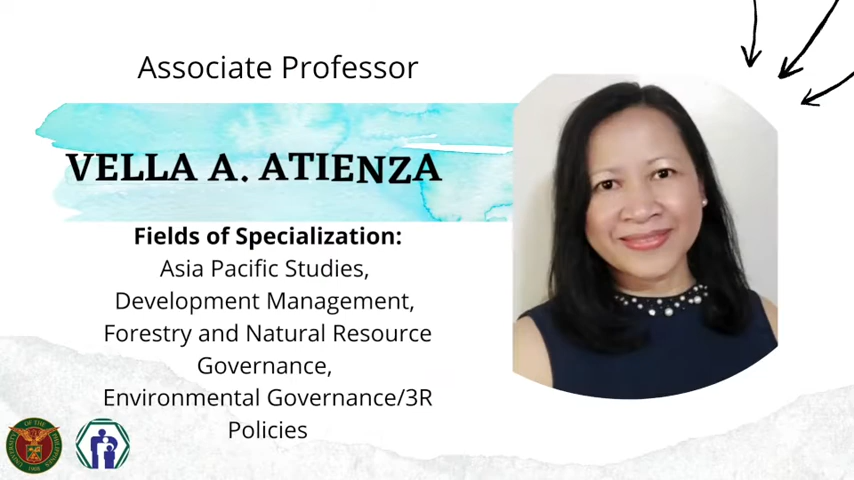 Associate Professor
VELLA A. ATIENZA
Fields of Specialization:
Asia Pacific Studies,
Development Management,
Forestry and Natural Resource
Governance,
Environmental Governance/3R
Policies